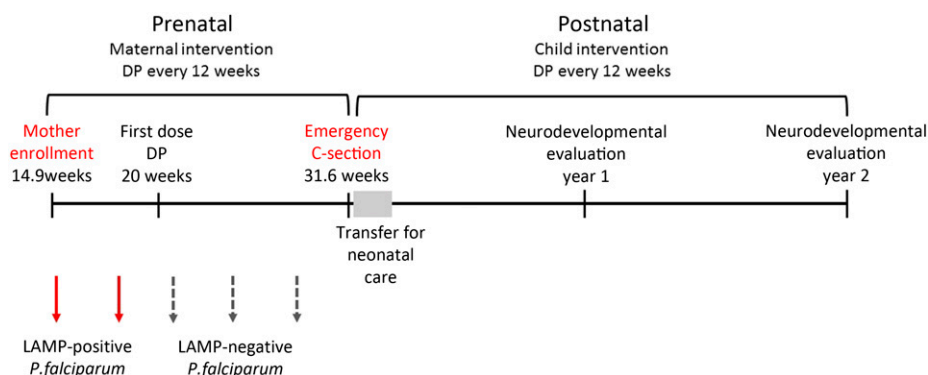 Prenatal
Maternal intervention
DP every 12 weeks
Postnatal
Child intervention
DP every 12 weeks
Mother
enrollment
14.9weeks
First dose
DP
20 weeks
Emergency
C-section
31.6 weeks
Neurodevelopmental
evaluation
year 1
Neurodevelopmental
evaluation
year 2
Transfer for
neonatal
care
LAMP-positive
P.falciparum
LAMP-negative
P.falciparum